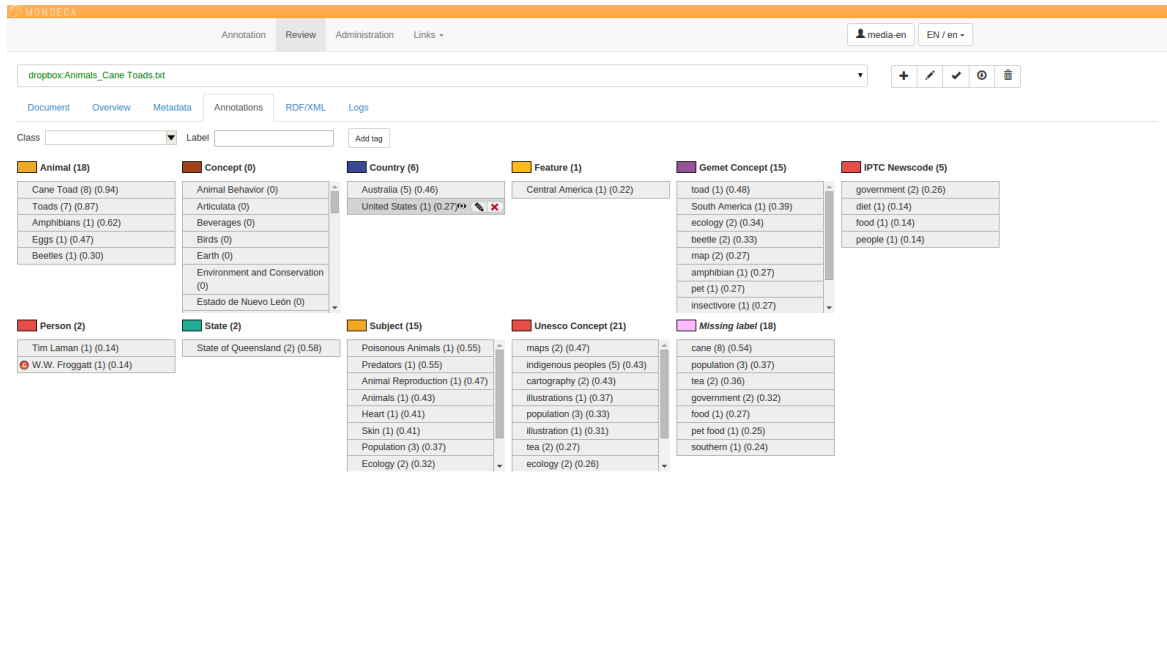 MONDECA
Annotation Review Administration Links media-en EN / en
dropbox:Animals_Cane Toads.txt
Document Overview Metadata Annotations RDF/XML Logs
Class Label Add tag
Animal (18)
Cane Toad (8) (0.94)
Toads (7) (0.87)
Amphibians (1) (0.62)
Eggs (1) (0.47)
Beetles (1) (0.30)
Concept (0)
Animal Behavior (0)
Articulata (0)
Beverages (0)
Birds (0)
Earth (0)
Environment and Conservation
(0)
Estado de Nuevo León (0)
Country (6)
Australia (5) (0.46)
United States (1) (0.27)
Feature (1)
Central America (1) (0.22)
Gemet Concept (15)
toad (1) (0.48)
South America (1) (0.39)
ecology (2) (0.34)
beetle (2) (0.33)
map (2) (0.27)
amphibian (1) (0.27)
pet (1) (0.27)
insectivore (1) (0.27)
IPTC Newscode (5)
government (2) (0.26)
diet (1) (0.14)
food (1) (0.14)
people (1) (0.14)
Person (2)
Tim Laman (1) (0.14)
C W.W. Froggatt (1) (0.14)
State (2)
State of Queensland (2) (0.58)
Subject (15)
Poisonous Animals (1) (0.55)
Predators (1) (0.55)
Animal Reproduction (1) (0.47)
Animals (1) (0.43)
Heart (1) (0.41)
Skin (1) (0.41)
Population (3) (0.37)
Ecology (2) (0.32)
Unesco Concept (21)
maps (2) (0.47)
indigenous peoples (5) (0.43)
cartography (2) (0.43)
illustrations (1) (0.37)
population (3) (0.33)
illustration (1) (0.31)
tea (2) (0.27)
ecology (2) (0.26)
Missing label (18)
cane (8) (0.54)
population (3) (0.37)
tea (2) (0.36)
government (2) (0.32)
food (1) (0.27)
pet food (1) (0.25)
southern (1) (0.24)